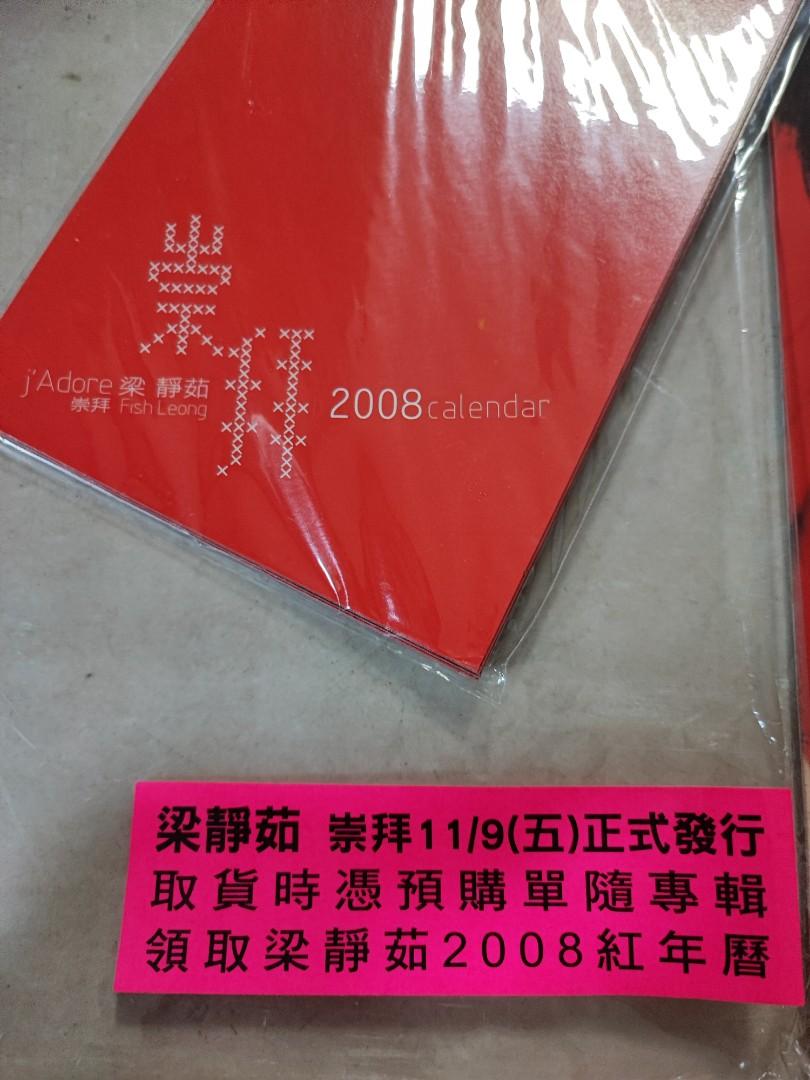 崇拜
j'Adore 梁 靜茹
崇拜 Fish Leong
2008 calendar
梁靜茹 崇拜11/9(五)正式發行
取貨時憑預購單隨專輯
領取梁靜茹2008紅年曆